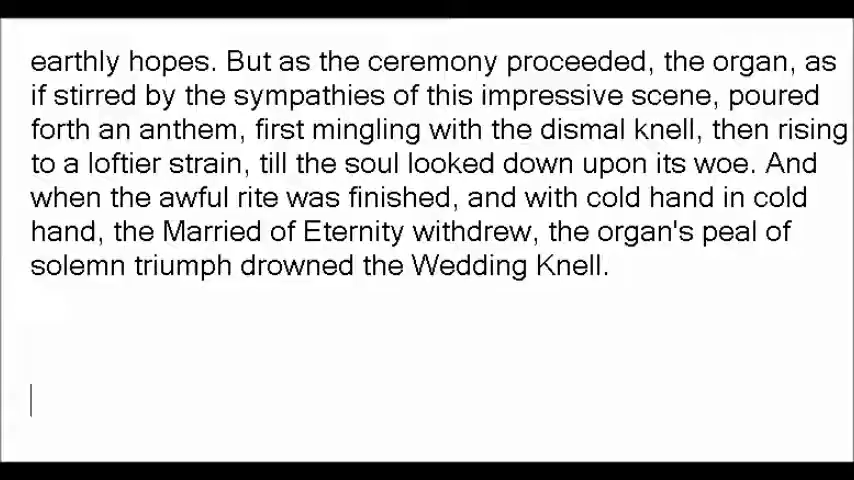 earthly hopes. But as the ceremony proceeded, the organ, as
if stirred by the sympathies of this impressive scene, poured
forth an anthem, first mingling with the dismal knell, then rising
to a loftier strain, till the soul looked down upon its woe. And
when the awful rite was finished, and with cold hand in cold
hand, the Married of Eternity withdrew, the organ's peal of
solemn triumph drowned the Wedding Knell.